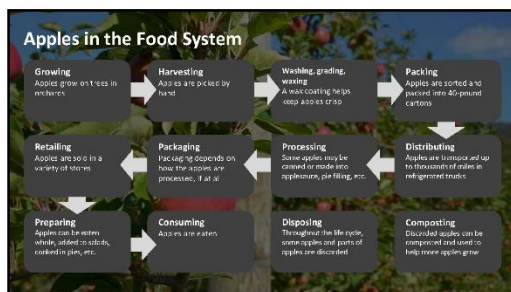 Apples in the Food System
Growing
Apples grow on trees in
orchards
Harvesting
Apples are picked by
hand
Washing, grading,
waxing
A wax coating helps
keep apples crisp
Packing
Apples are sorted and
packed into 40-pound
cartons
Distributing
Apples are transported up
to thousands of miles in
refrigerated trucks
Processing
Some apples may be
canned or made into
applesauce, pie filling, etc.
Packaging
Packaging depends on
how the apples are
processed, if at all
Retailing
Apples are sold in a
variety of stores
Preparing
Apples can be eaten
whole, added to salads,
cooked in pies, etc.
Consuming
Apples are eaten
Disposing
Throughout the life cycle,
some apples and parts of
apples are discarded
Composting
Discarded apples can be
composted and used to
help more apples grow